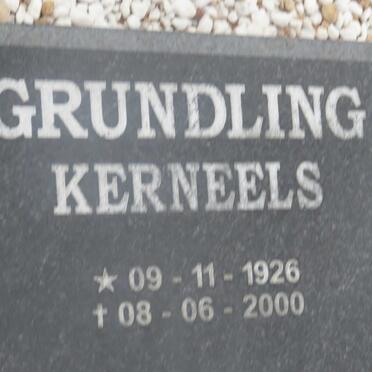 GRUNDLING
KERNEELS
★ 09 - 11 - 1926
† 08 - 06 - 2000